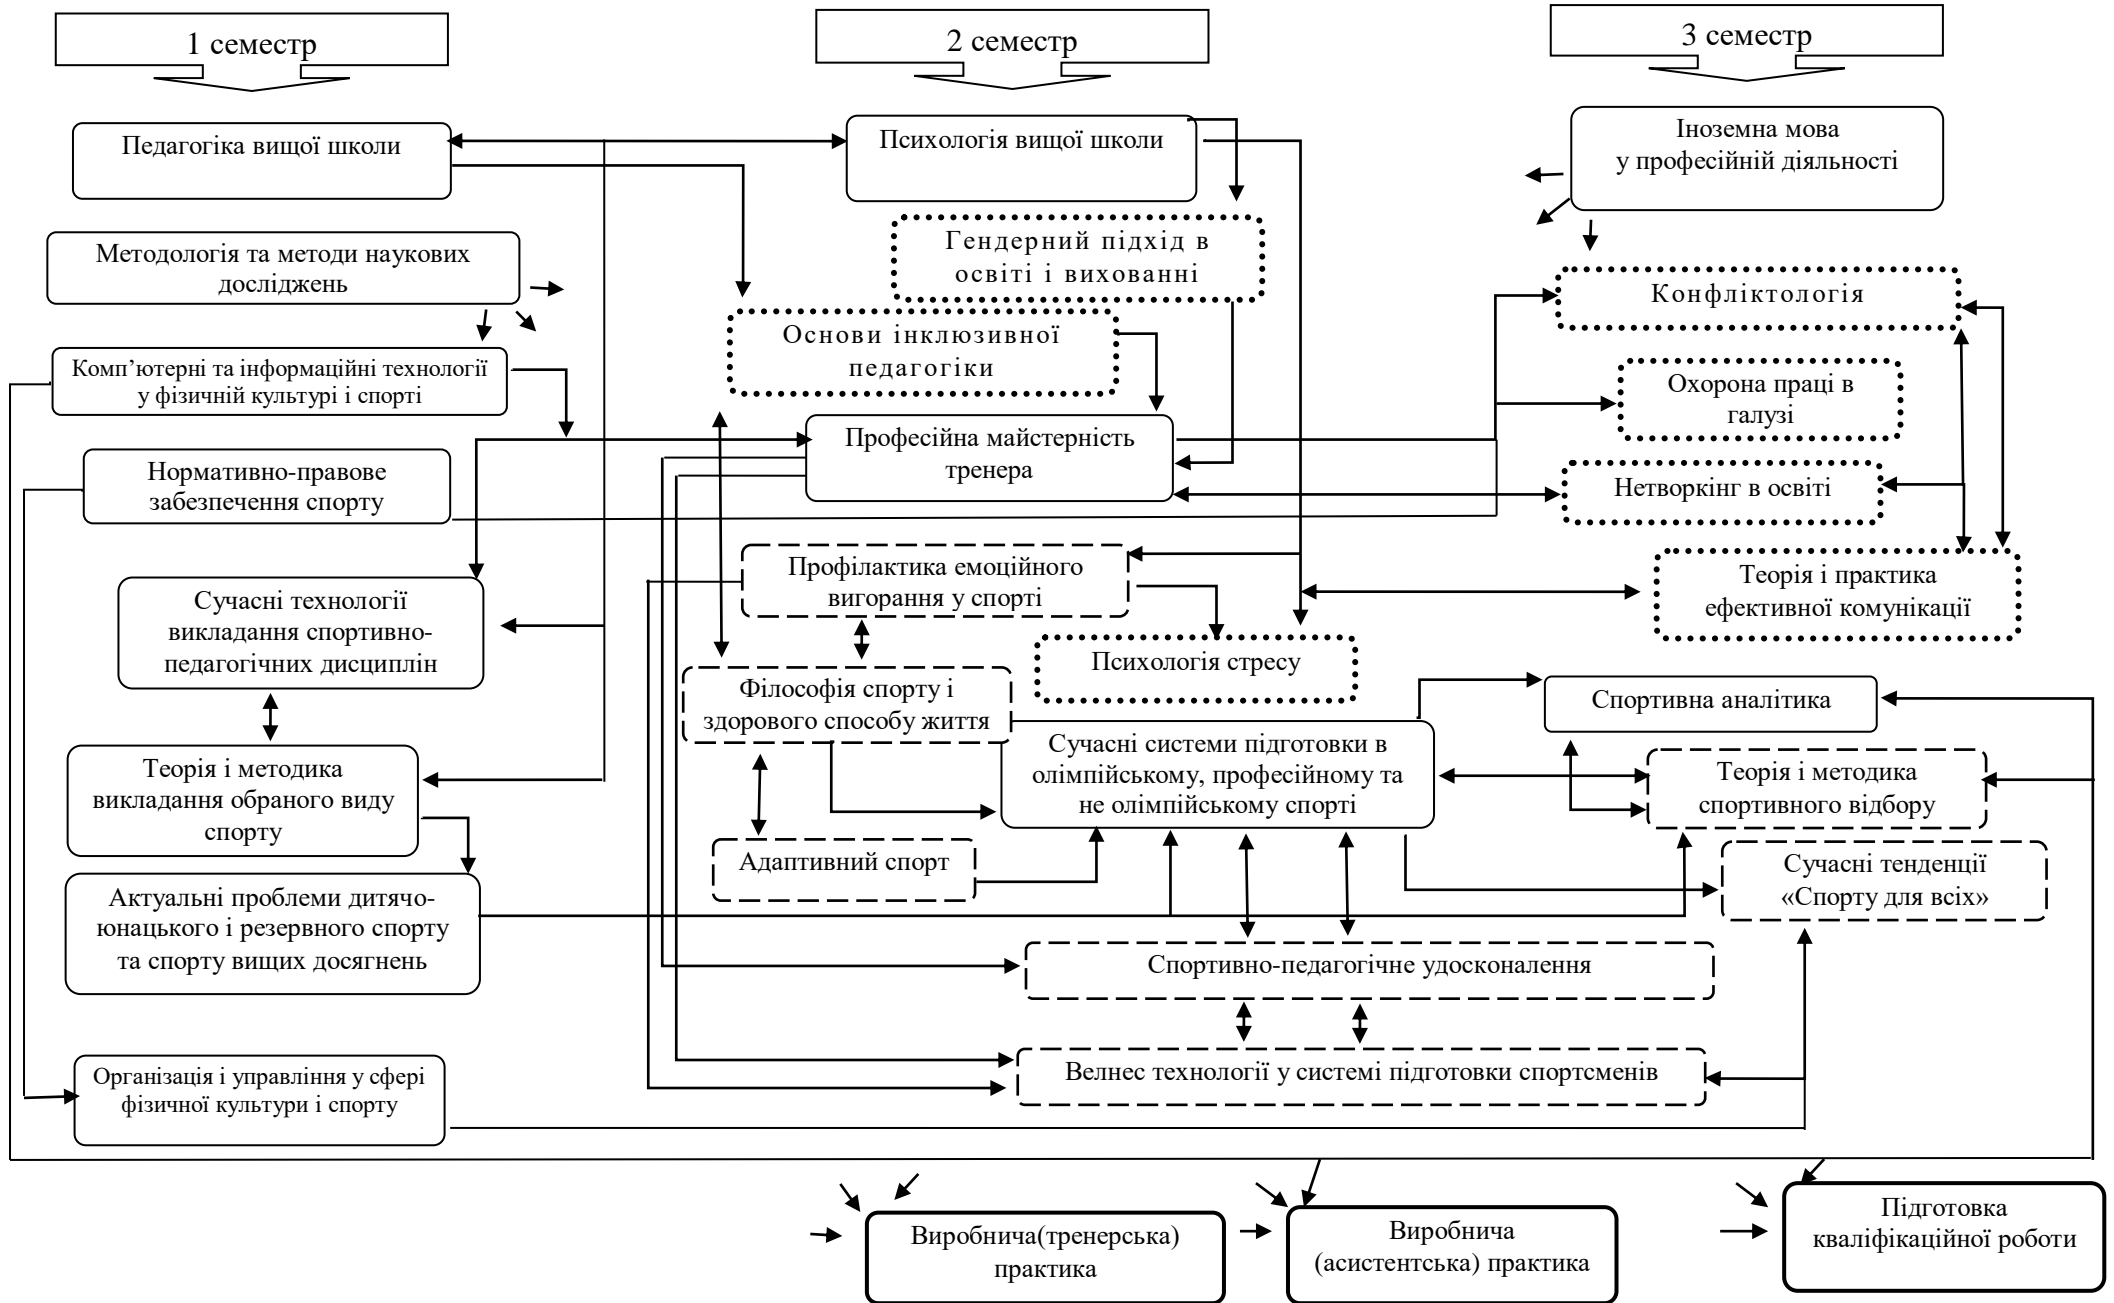 1 семестр
2 семестр
3 семестр
Педагогіка вищої школи
Психологія вищої школи
Іноземна мова
у професійній діяльності
Методологія та методи наукових
досліджень
Гендерний підхід в
освіті і вихованні
Конфліктологія
Основи інклюзивної
педагогіки
Комп’ютерні та інформаційні технології
у фізичній культурі і спорті
Охорона праці в
галузі
Професійна майстерність
тренера
Нормативно-правове
забезпечення спорту
Нетворкінг в освіті
Профілактика емоційного
вигорання у спорті
Теорія і практика
ефективної комунікації
Сучасні технології
викладання спортивно-
педагогічних дисциплін
Психологія стресу
Філософія спорту і
здорового способу життя
Спортивна аналітика
Сучасні системи підготовки в
олімпійському, професійному та
не олімпійському спорті
Теорія і методика
викладання обраного виду
спорту
Теорія і методика
спортивного відбору
Адаптивний спорт
Сучасні тенденції
«Спорту для всіх»
Актуальні проблеми дитячо-
юнацького і резервного спорту
та спорту вищих досягнень
Спортивно-педагогічне удосконалення
Велнес технології у системі підготовки спортсменів
Організація і управління у сфері
фізичної культури і спорту
Виробнича(тренерська)
практика
Виробнича
(асистентська) практика
Підготовка
кваліфікаційної роботи